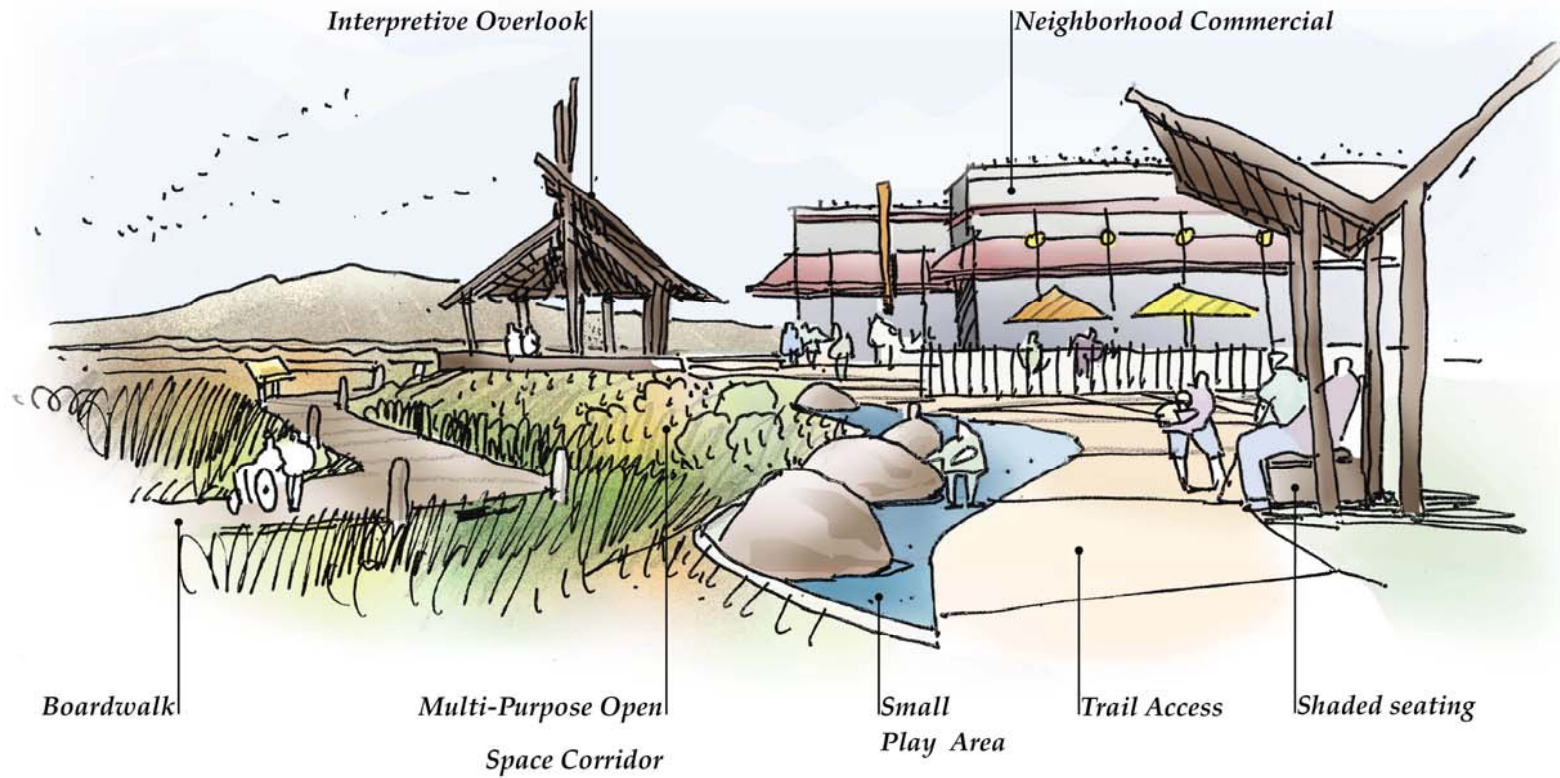 Interpretive Overlook
Neighborhood Commercial
Boardwalk
Multi-Purpose Open
Space Corridor
Small
Play Area
Trail Access
Shaded seating